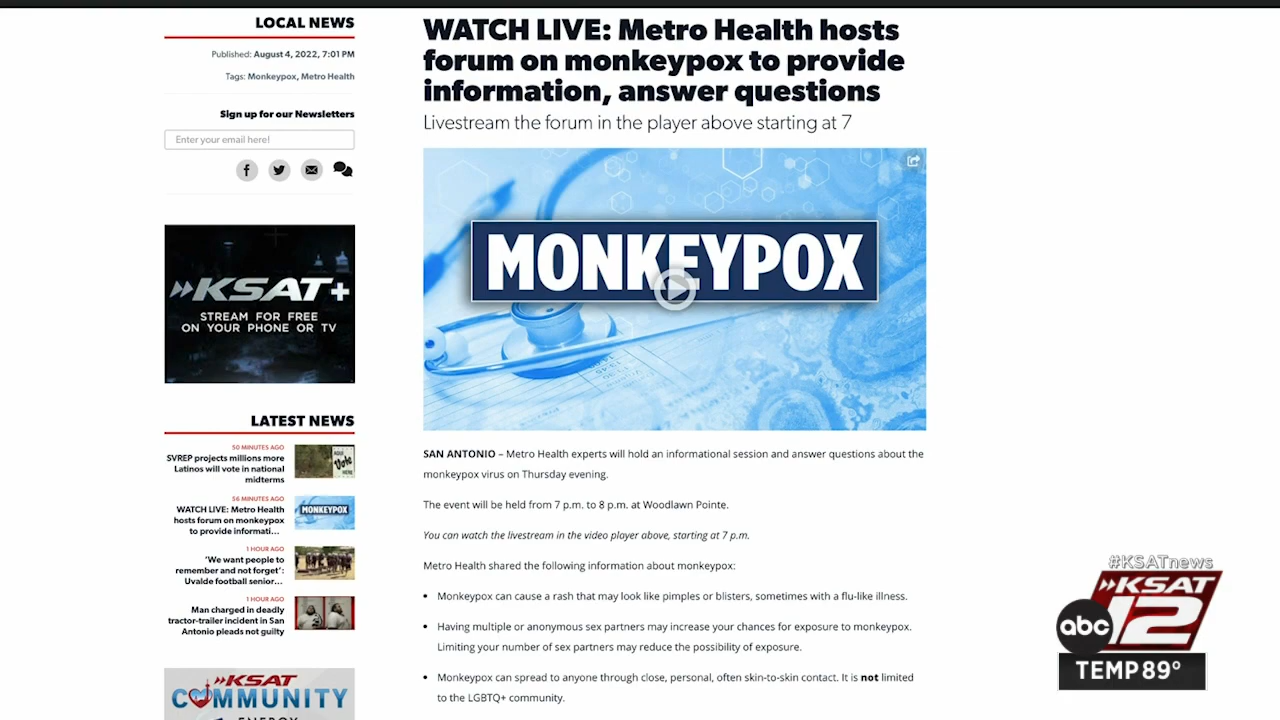 LOCAL NEWS
Published: August 4, 2022, 7:01 PM
Tags: Monkeypox, Metro Health
Sign up for our Newsletters
Enter your email here!
KSAT+
STREAM FOR FREE
ON YOUR PHONE OR TV
LATEST NEWS
50 MINUTES AGO
SVREP projects millions more
Latinos will vote in national
midterms
Vote
56 MINUTES AGO
WATCH LIVE: Metro Health
hosts forum on monkeypox
to provide informati...
MONKEYPOX
1 HOUR AGO
‘We want people to
remember and not forget’:
Uvalde football senior...
1 HOUR AGO
Man charged in deadly
tractor-trailer incident in San
Antonio pleads not guilty
KSAT
COMMUNITY
ENERGY
WATCH LIVE: Metro Health hosts
forum on monkeypox to provide
information, answer questions
Livestream the forum in the player above starting at 7
MONKEYPOX
SAN ANTONIO – Metro Health experts will hold an informational session and answer questions about the
monkeypox virus on Thursday evening.
The event will be held from 7 p.m. to 8 p.m. at Woodlawn Pointe.
You can watch the livestream in the video player above, starting at 7 p.m.
Metro Health shared the following information about monkeypox:
• Monkeypox can cause a rash that may look like pimples or blisters, sometimes with a flu-like illness.
• Having multiple or anonymous sex partners may increase your chances for exposure to monkeypox.
Limiting your number of sex partners may reduce the possibility of exposure.
• Monkeypox can spread to anyone through close, personal, often skin-to-skin contact. It is not limited
to the LGBTQ+ community.
#KSATnews
KSAT
abc 12
TEMP 89°